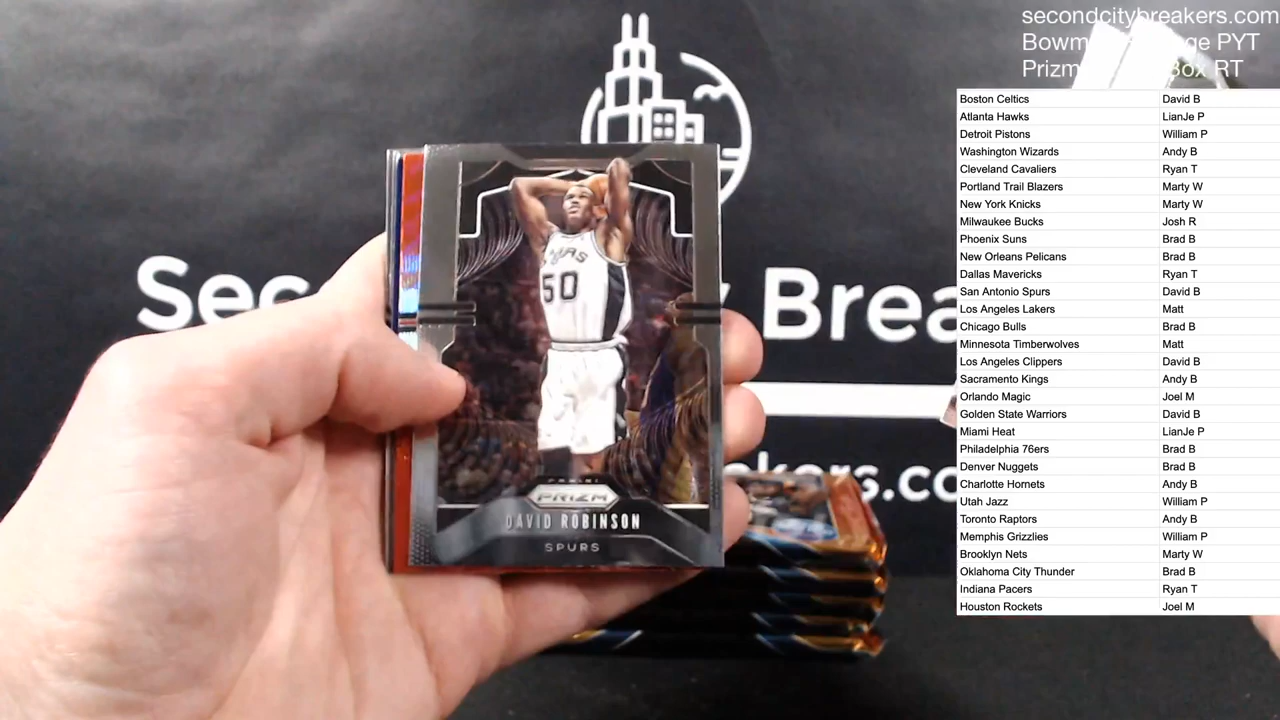 secondcitybreakers.com
PYT
Prizm Box RT
Boston Celtics David B
Atlanta Hawks LianJe P
Detroit Pistons William P
Washington Wizards Andy B
Cleveland Cavaliers Ryan T
Portland Trail Blazers Marty W
New York Knicks Marty W
Milwaukee Bucks Josh R
Phoenix Suns Brad B
New Orleans Pelicans Brad B
Dallas Mavericks Ryan T
San Antonio Spurs David B
Los Angeles Lakers Matt
Chicago Bulls Brad B
Minnesota Timberwolves Matt
Los Angeles Clippers David B
Sacramento Kings Andy B
Orlando Magic Joel M
Golden State Warriors David B
Miami Heat LianJe P
Philadelphia 76ers Brad B
Denver Nuggets Brad B
Charlotte Hornets Andy B
Utah Jazz William P
Toronto Raptors Andy B
Memphis Grizzlies William P
Brooklyn Nets Marty W
Oklahoma City Thunder Brad B
Indiana Pacers Ryan T
Houston Rockets Joel M
50
PANINI
PRIZM
DAVID ROBINSON
SPURS